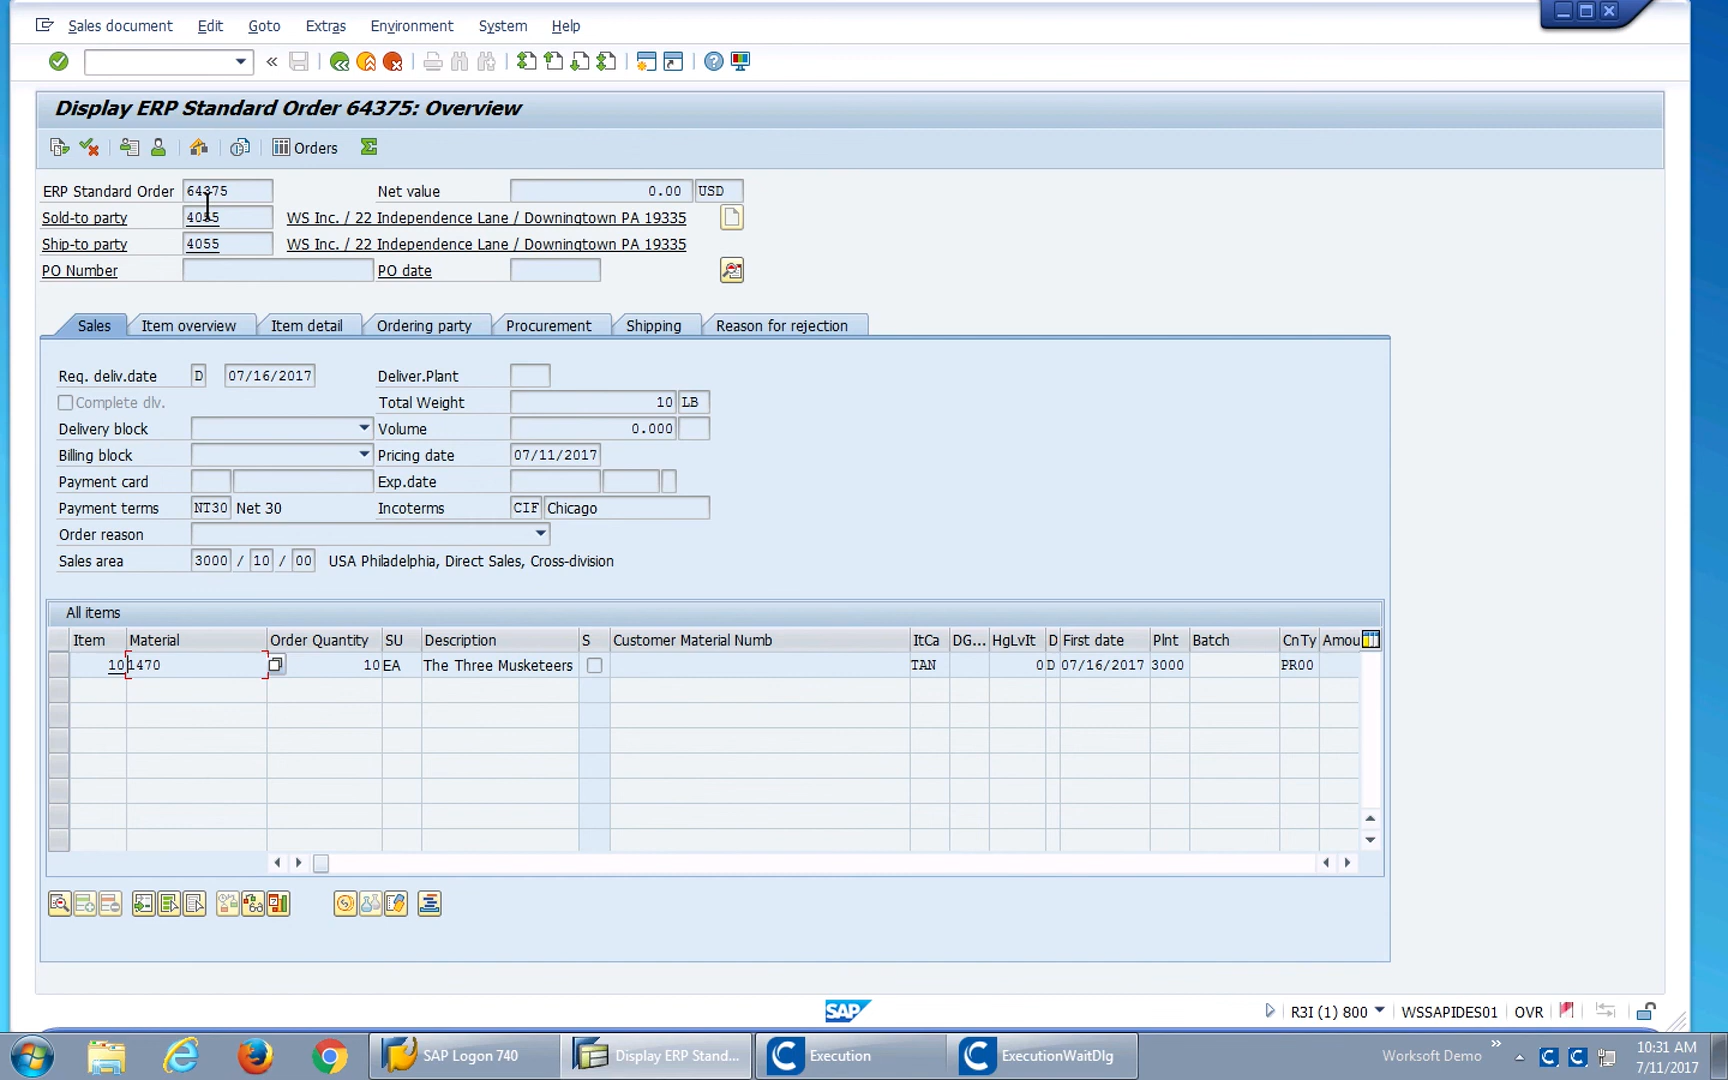 Sales document Edit Goto Extras Environment System Help
«
Display ERP Standard Order 64375: Overview
Orders
ERP Standard Order 64375 Net value 0.00 USD
Sold-to party 4055 WS Inc. / 22 Independence Lane / Downingtown PA 19335
Ship-to party 4055 WS Inc. / 22 Independence Lane / Downingtown PA 19335
PO Number PO date
Sales Item overview Item detail Ordering party Procurement Shipping Reason for rejection
Req. deliv.date D 07/16/2017 Deliver.Plant
Complete dlv. Total Weight 10 LB
Delivery block Volume 0.000
Billing block Pricing date 07/11/2017
Payment card Exp.date
Payment terms NT30 Net 30 Incoterms CIF Chicago
Order reason
Sales area 3000 / 10 / 00 USA Philadelphia, Direct Sales, Cross-division
All items
Item Material Order Quantity SU Description S Customer Material Numb ItCa DG... HgLvIt D First date Plnt Batch CnTy Amou
10 1470 10 EA The Three Musketeers TAN 0 D 07/16/2017 3000 PR00
SAP R3I (1) 800 WSSAPIDES01 OVR
SAP Logon 740 Display ERP Stand... Execution ExecutionWaitDlg Worksoft Demo » 10:31 AM
7/11/2017